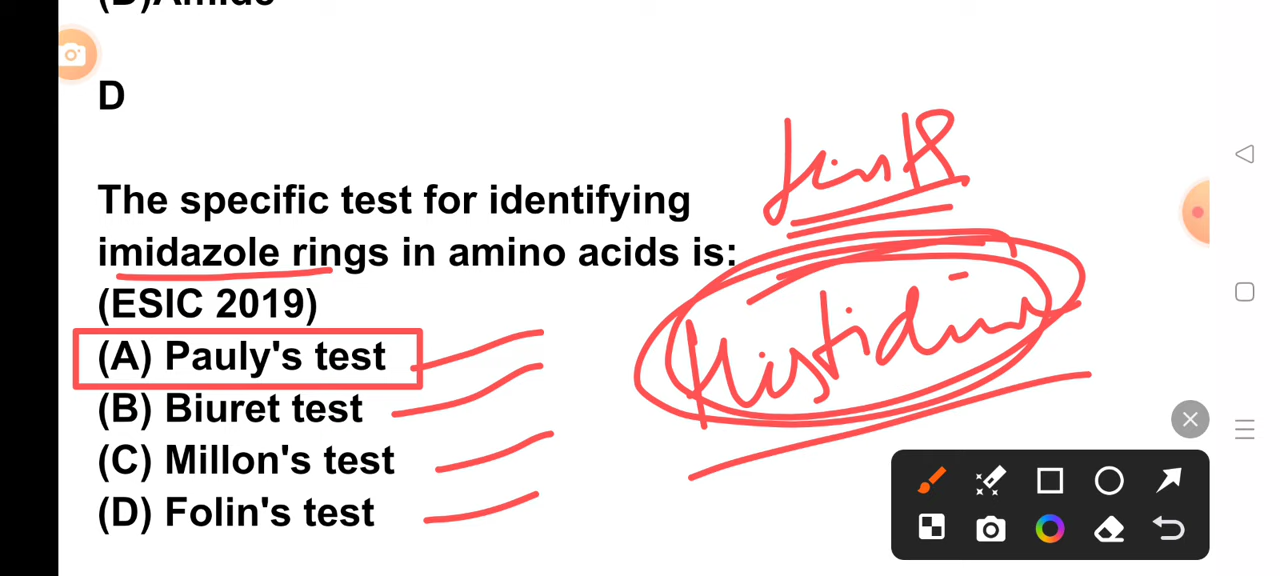 D
The specific test for identifying
imidazole rings in amino acids is:
(ESIC 2019)
(A) Pauly's test
(B) Biuret test
(C) Millon's test
(D) Folin's test
Histidine